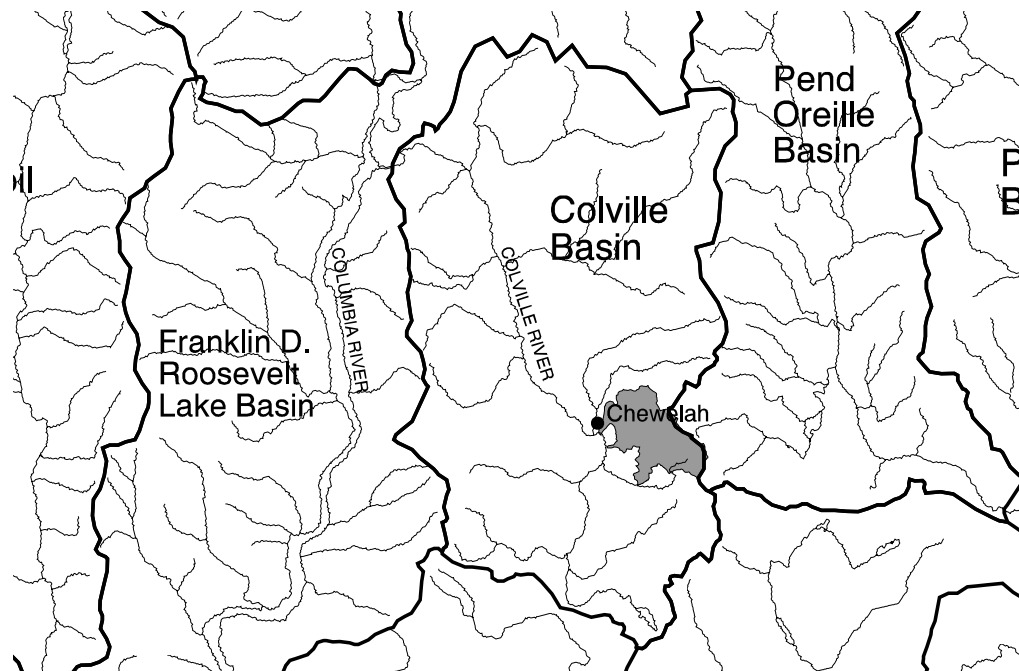 Pend
Oreille
Basin
Colville
Basin
COLUMBIA RIVER
COLVILLE RIVER
Franklin D.
Roosevelt
Lake Basin
Chewelah